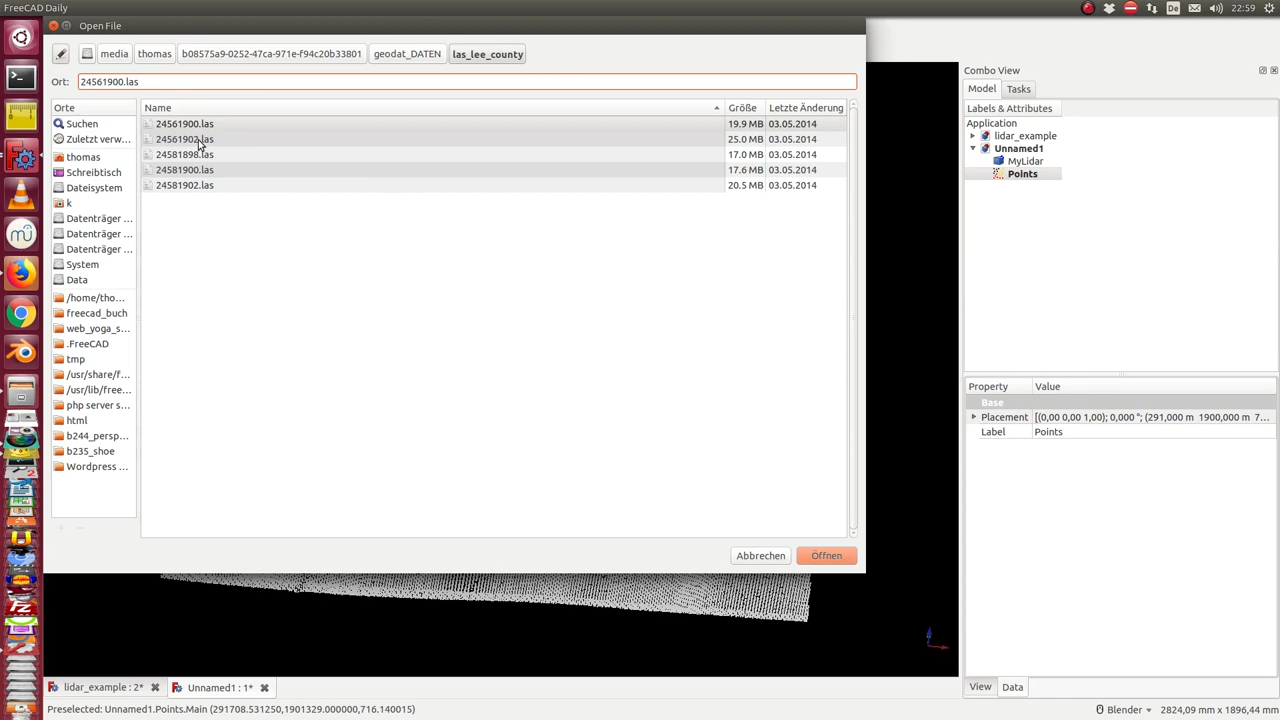 FreeCAD Daily
De
22:59
Open File
media
thomas
b08575a9-0252-47ca-971e-f94c20b33801
geodat_DATEN
las_lee_county
Ort:
24561900.las
Orte
Name
Größe
Letzte Änderung
Suchen
24561900.las
19.9 MB
03.05.2014
Zuletzt verw...
24561902.las
25.0 MB
03.05.2014
thomas
24581898.las
17.0 MB
03.05.2014
Schreibtisch
24581900.las
17.6 MB
03.05.2014
Dateisystem
24581902.las
20.5 MB
03.05.2014
k
Datenträger ...
Datenträger ...
Datenträger ...
System
Data
/home/tho...
freecad_buch
web_yoga_s...
.FreeCAD
tmp
/usr/share/f...
/usr/lib/free...
php server s...
html
b244_persp...
b235_shoe
Wordpress ...
Abbrechen
Öffnen
Combo View
Model
Tasks
Labels & Attributes
Application
lidar_example
Unnamed1
MyLidar
Points
Property
Value
Base
Placement
[(0,00 0,00 1,00); 0,000 °; (291,000 m 1900,000 m 7...
Label
Points
View
Data
lidar_example : 2*
Unnamed1 : 1*
Preselected: Unnamed1.Points.Main (291708.531250,1901329.000000,716.140015)
Blender
2824,09 mm x 1896,44 mm